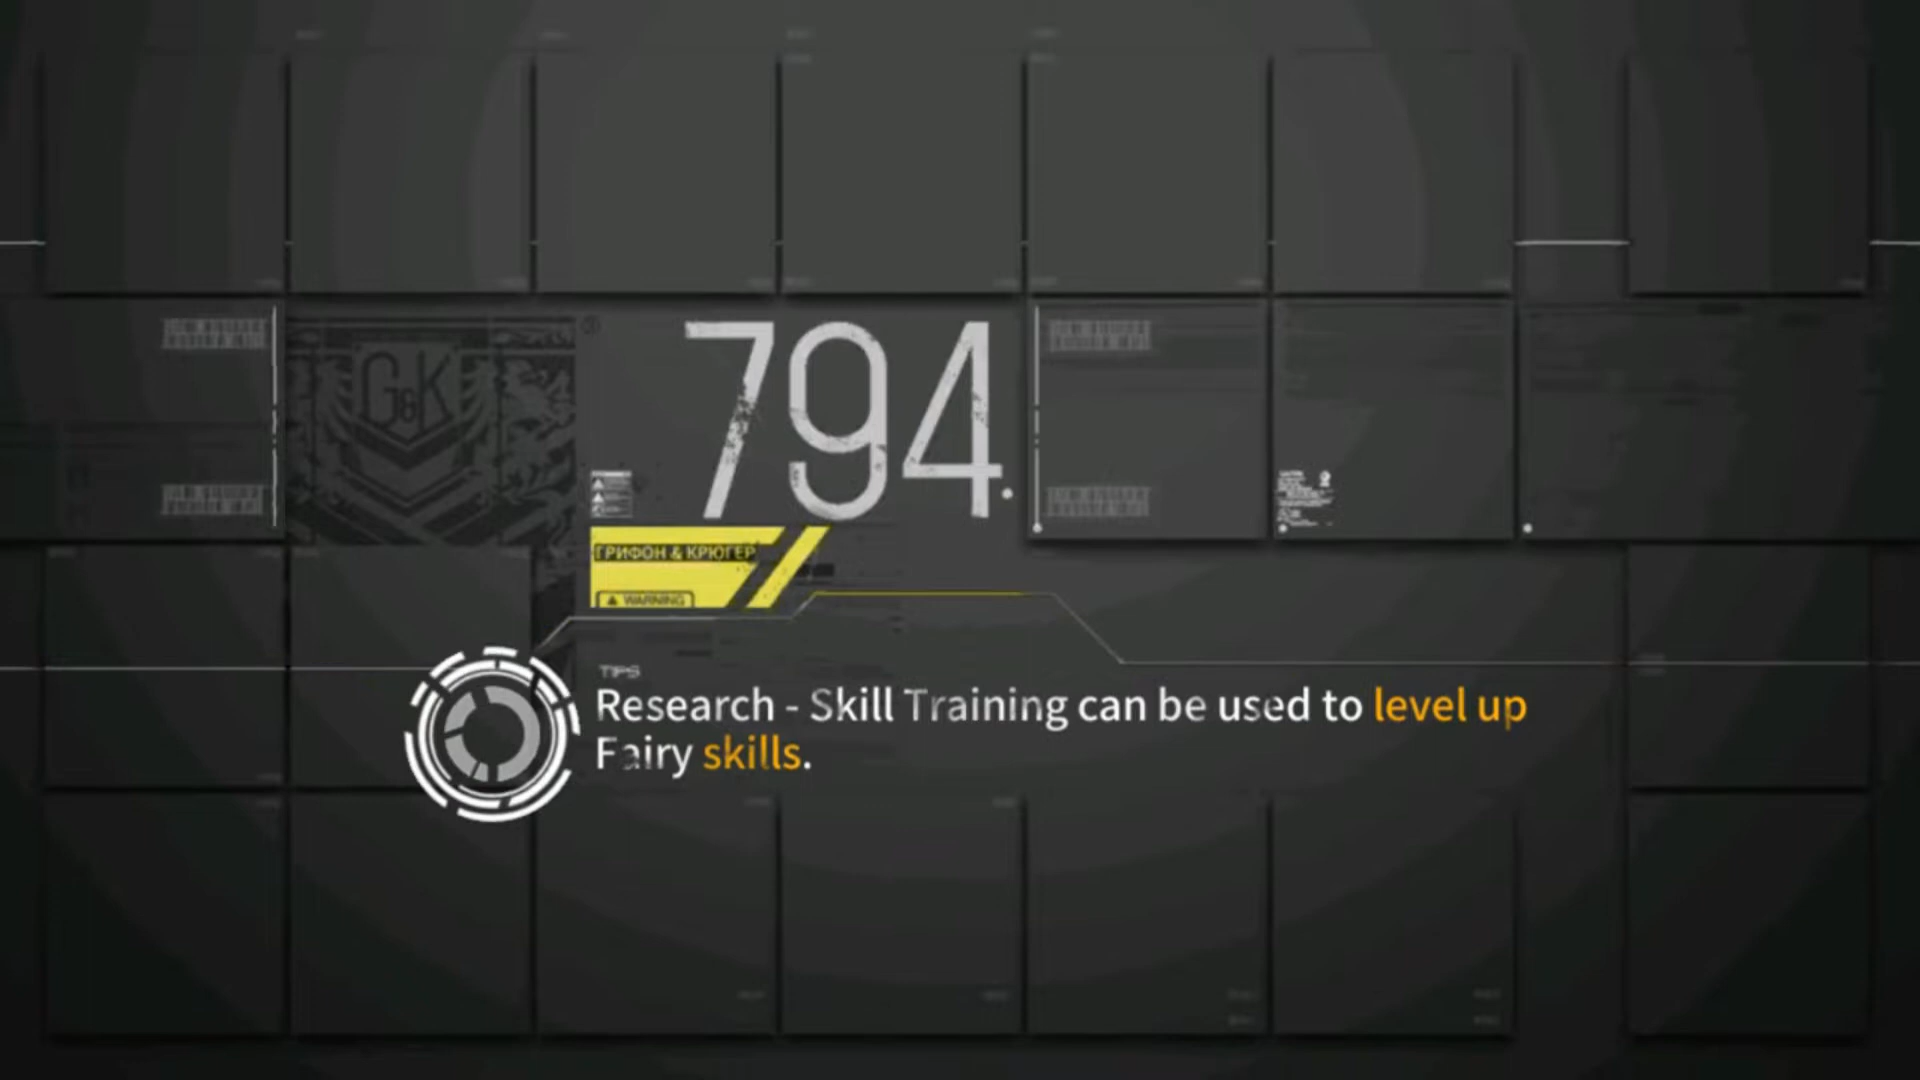 G&K
794.
ГРИФОН & КРЮГЕР
WARNING
TIPS
Research - Skill Training can be used to level up
Fairy skills.